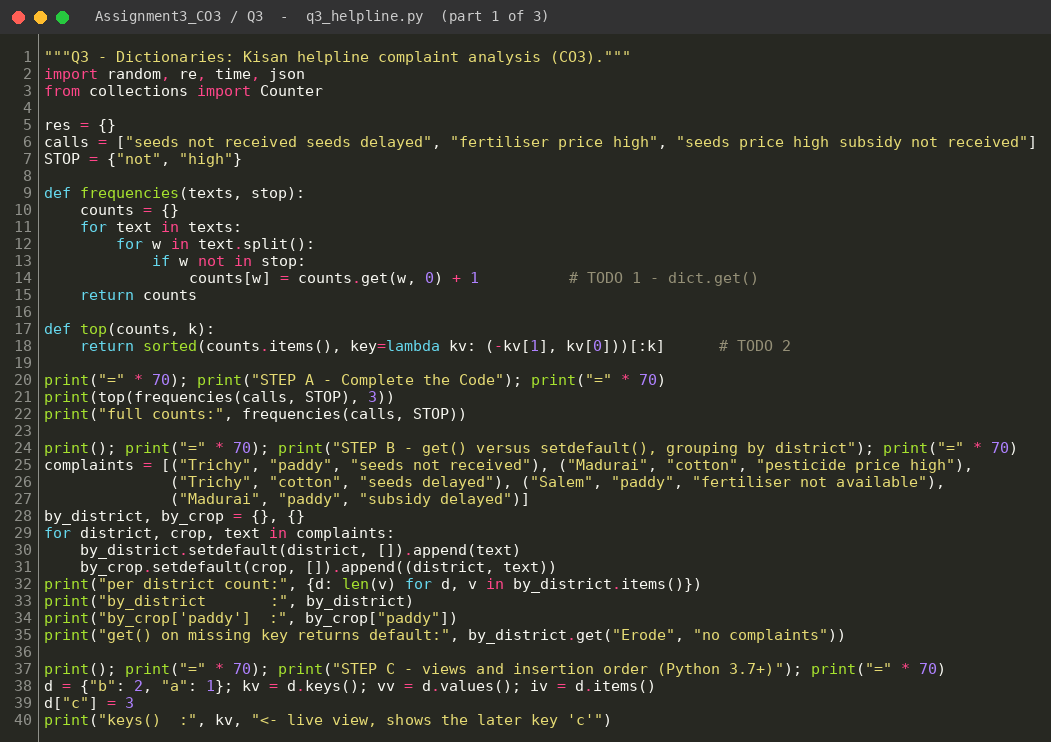 Assignment3_CO3 / Q3  -  q3_helpline.py  (part 1 of 3)
1 """Q3 - Dictionaries: Kisan helpline complaint analysis (CO3)."""
2 import random, re, time, json
3 from collections import Counter
4
5 res = {}
6 calls = ["seeds not received seeds delayed", "fertiliser price high", "seeds price high subsidy not received"]
7 STOP = {"not", "high"}
8
9 def frequencies(texts, stop):
10     counts = {}
11     for text in texts:
12         for w in text.split():
13             if w not in stop:
14                 counts[w] = counts.get(w, 0) + 1          # TODO 1 - dict.get()
15     return counts
16
17 def top(counts, k):
18     return sorted(counts.items(), key=lambda kv: (-kv[1], kv[0]))[:k]      # TODO 2
19
20 print("=" * 70); print("STEP A - Complete the Code"); print("=" * 70)
21 print(top(frequencies(calls, STOP), 3))
22 print("full counts:", frequencies(calls, STOP))
23
24 print(); print("=" * 70); print("STEP B - get() versus setdefault(), grouping by district"); print("=" * 70)
25 complaints = [("Trichy", "paddy", "seeds not received"), ("Madurai", "cotton", "pesticide price high"),
26               ("Trichy", "cotton", "seeds delayed"), ("Salem", "paddy", "fertiliser not available"),
27               ("Madurai", "paddy", "subsidy delayed")]
28 by_district, by_crop = {}, {}
29 for district, crop, text in complaints:
30     by_district.setdefault(district, []).append(text)
31     by_crop.setdefault(crop, []).append((district, text))
32 print("per district count:", {d: len(v) for d, v in by_district.items()})
33 print("by_district       :", by_district)
34 print("by_crop['paddy']  :", by_crop["paddy"])
35 print("get() on missing key returns default:", by_district.get("Erode", "no complaints"))
36
37 print(); print("=" * 70); print("STEP C - views and insertion order (Python 3.7+)"); print("=" * 70)
38 d = {"b": 2, "a": 1}; kv = d.keys(); vv = d.values(); iv = d.items()
39 d["c"] = 3
40 print("keys()  :", kv, "<- live view, shows the later key 'c'")